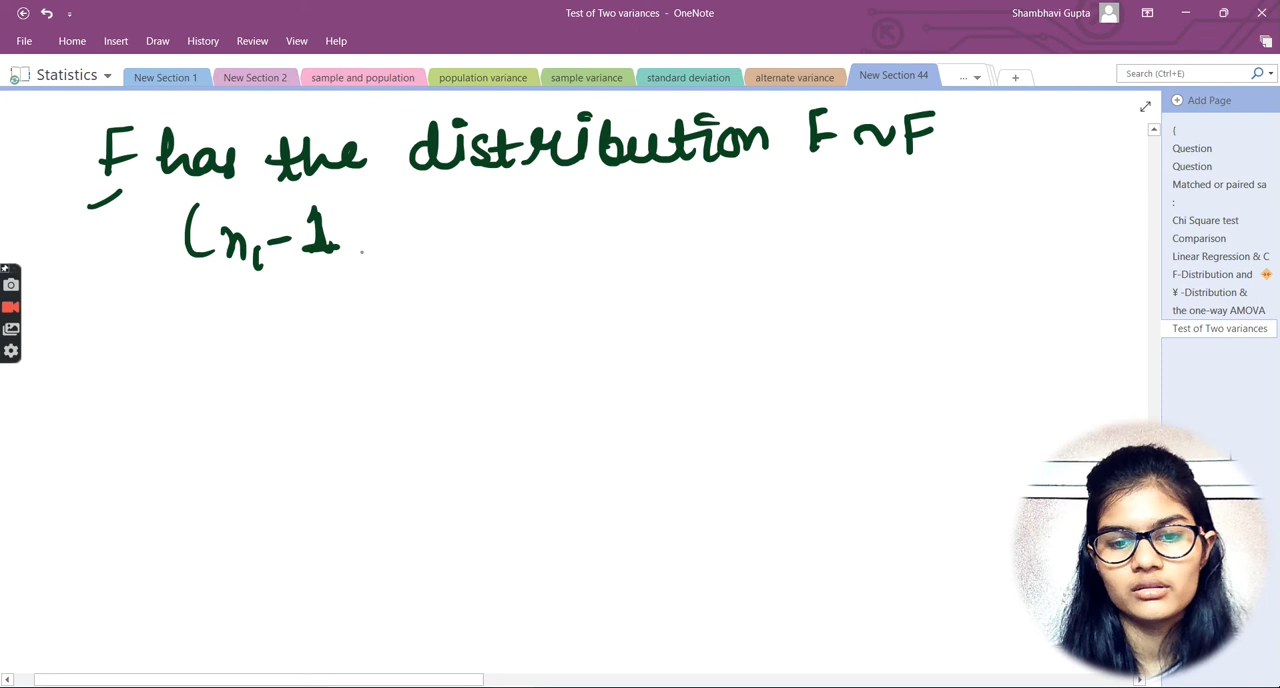 Test of Two variances - OneNote
Shambhavi Gupta
File Home Insert Draw History Review View Help
Statistics
New Section 1
New Section 2
sample and population
population variance
sample variance
standard deviation
alternate variance
New Section 44
...
Search (Ctrl+E)
Add Page
{
Question
Question
Matched or paired sa
:
Chi Square test
Comparison
Linear Regression & C
F-Distribution and
¥ -Distribution &
the one-way AMOVA
Test of Two variances
F has the distribution F ~ F
(n₁ - 1